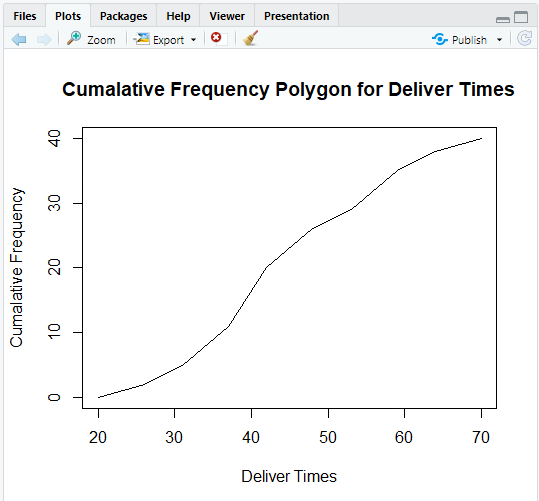 Files Plots Packages Help Viewer Presentation
Zoom Export Publish
Cumalative Frequency Polygon for Deliver Times
Cumalative Frequency
40
30
20
10
0
20 30 40 50 60 70
Deliver Times